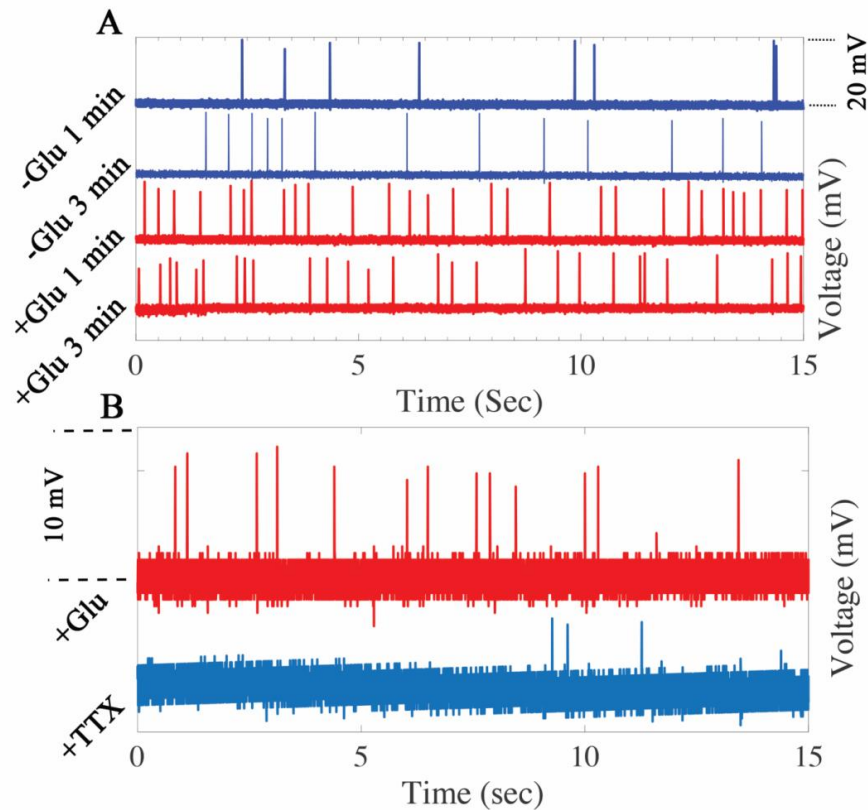 A
20 mV
-Glu 1 min
-Glu 3 min
+Glu 1 min
+Glu 3 min
Voltage (mV)
0 5 10 15
Time (Sec)
B
10 mV
+Glu
+TTX
Voltage (mV)
0 5 10 15
Time (sec)